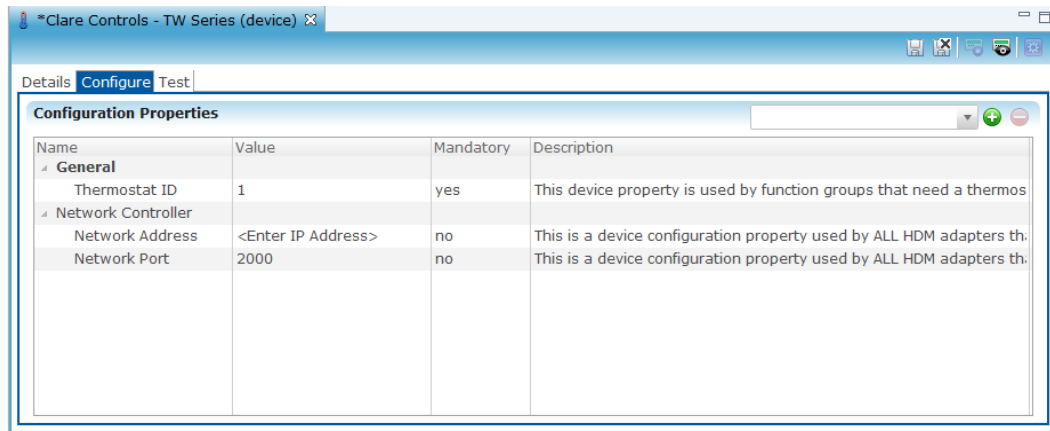 *Clare Controls - TW Series (device)
Details Configure Test
Configuration Properties
Name Value Mandatory Description
General
Thermostat ID 1 yes This device property is used by function groups that need a thermos
Network Controller
Network Address <Enter IP Address> no This is a device configuration property used by ALL HDM adapters tha
Network Port 2000 no This is a device configuration property used by ALL HDM adapters tha